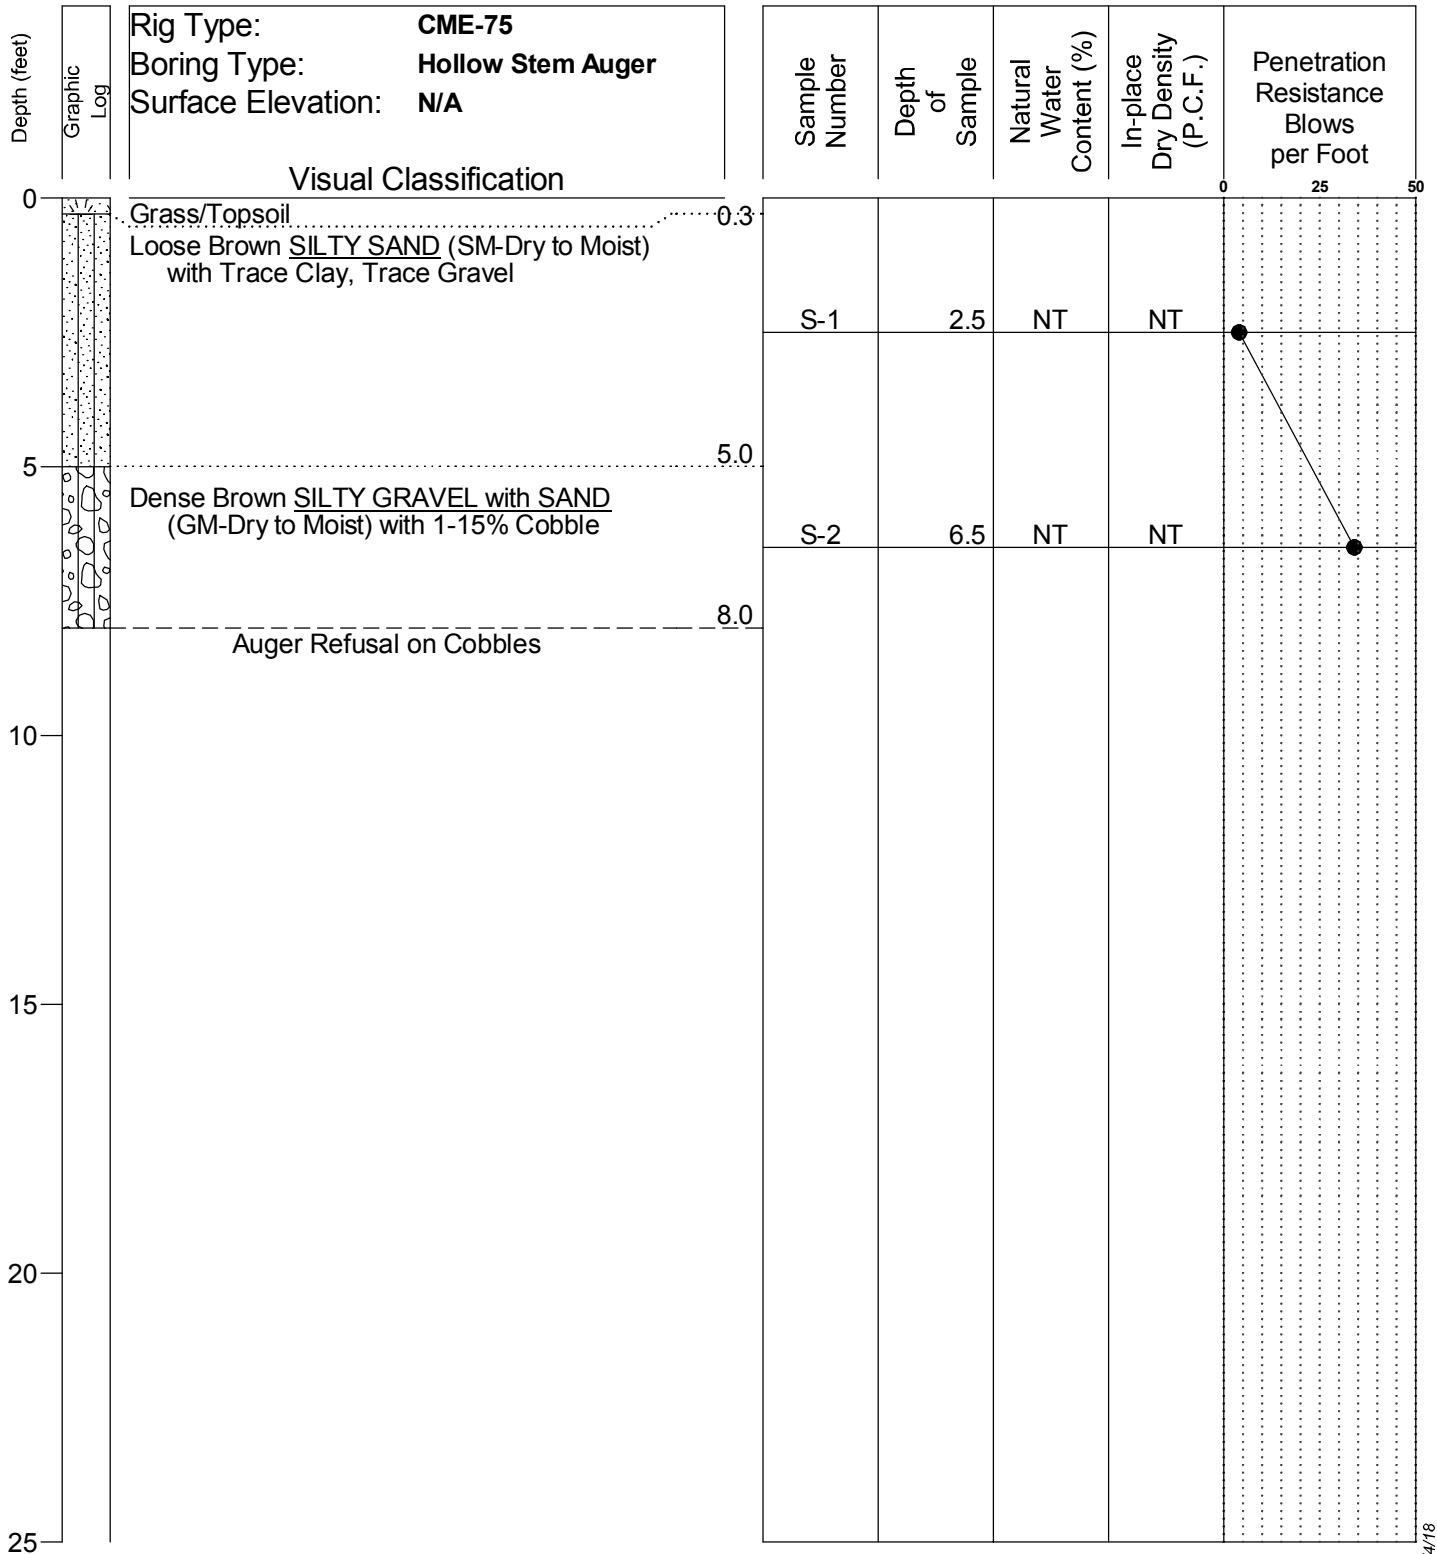 Depth (feet)
Graphic
Log
Rig Type: CME-75
Boring Type: Hollow Stem Auger
Surface Elevation: N/A
Visual Classification
Sample
Number
Depth
of
Sample
Natural
Water
Content (%)
In-place
Dry Density
(P.C.F.)
Penetration
Resistance
Blows
per Foot
0 25 50
0
Grass/Topsoil 0.3
Loose Brown SILTY SAND (SM-Dry to Moist)
with Trace Clay, Trace Gravel
S-1 2.5 NT NT
5.0
5
Dense Brown SILTY GRAVEL with SAND
(GM-Dry to Moist) with 1-15% Cobble
S-2 6.5 NT NT
8.0
Auger Refusal on Cobbles
10
15
20
25